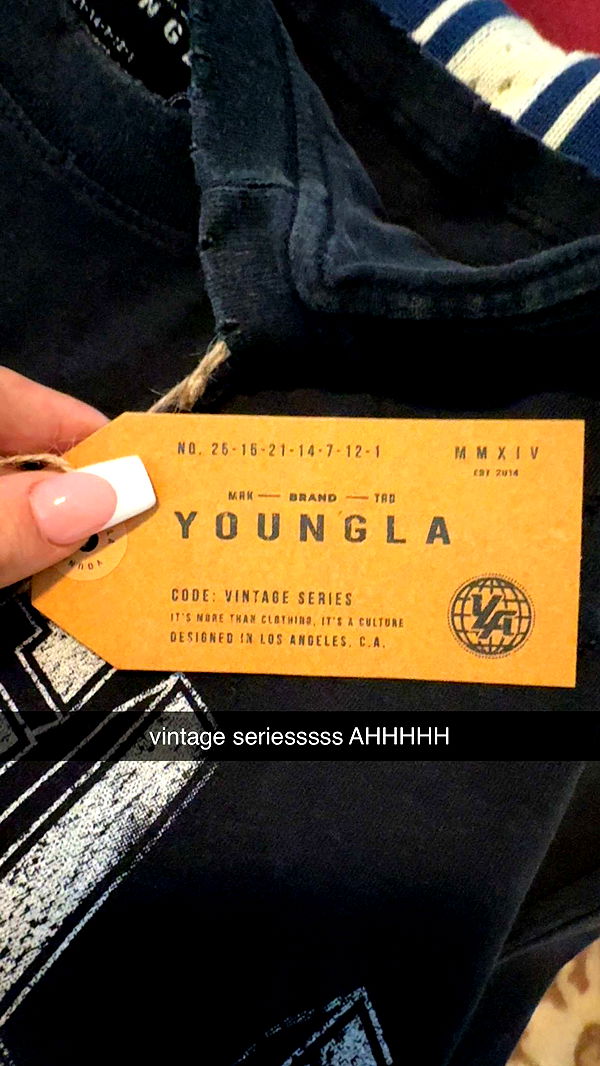 NG
NO. 25-15-21-14-7-12-1
MMXIV
EST 2014
MRK — BRAND — TRD
YOUNGLA
CODE: VINTAGE SERIES
IT'S MORE THAN CLOTHING, IT'S A CULTURE
DESIGNED IN LOS ANGELES, C.A.
YLA
vintage seriesssss AHHHHH